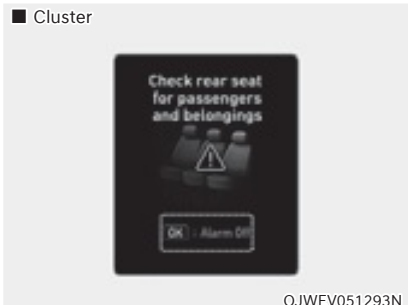 ■ Cluster
Check rear seat
for passengers
and belongings
OK : Alarm Off
OJWEV051293N